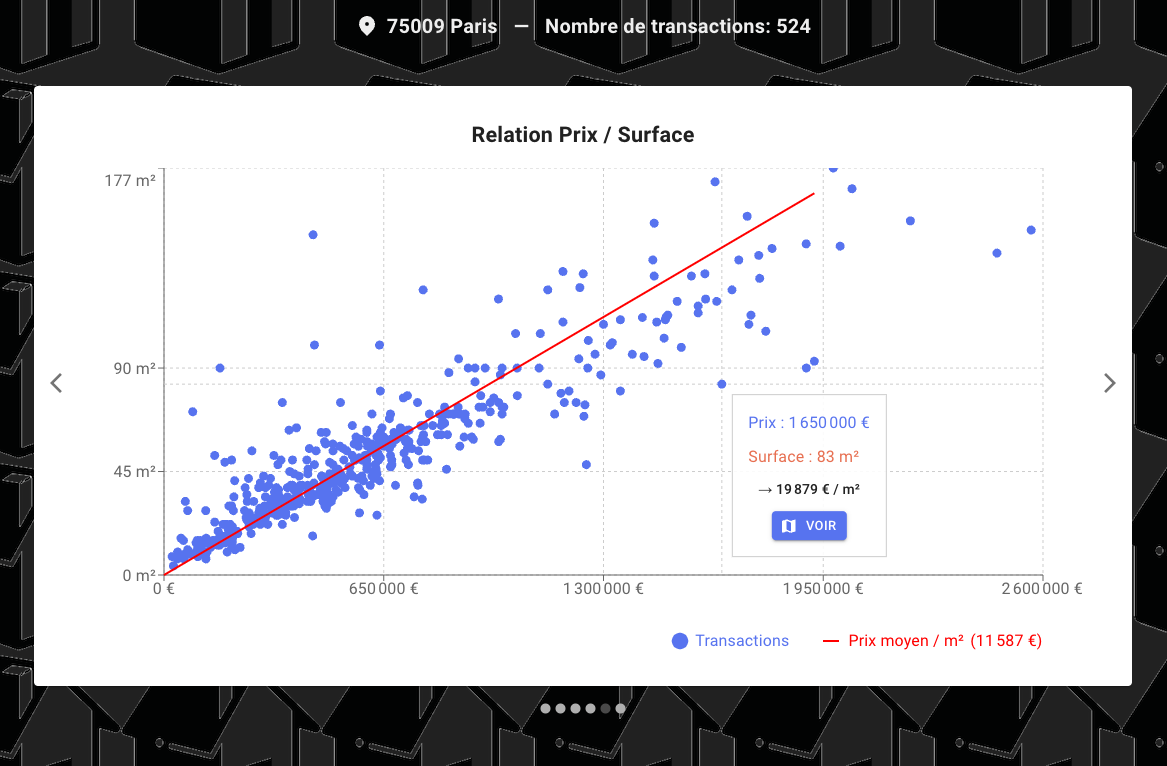 75009 Paris — Nombre de transactions: 524
Relation Prix / Surface
177 m²
90 m²
45 m²
0 m²
0 €
650 000 €
1 300 000 €
1 950 000 €
2 600 000 €
Prix : 1 650 000 €
Surface : 83 m²
→ 19 879 € / m²
VOIR
Transactions
Prix moyen / m² (11 587 €)